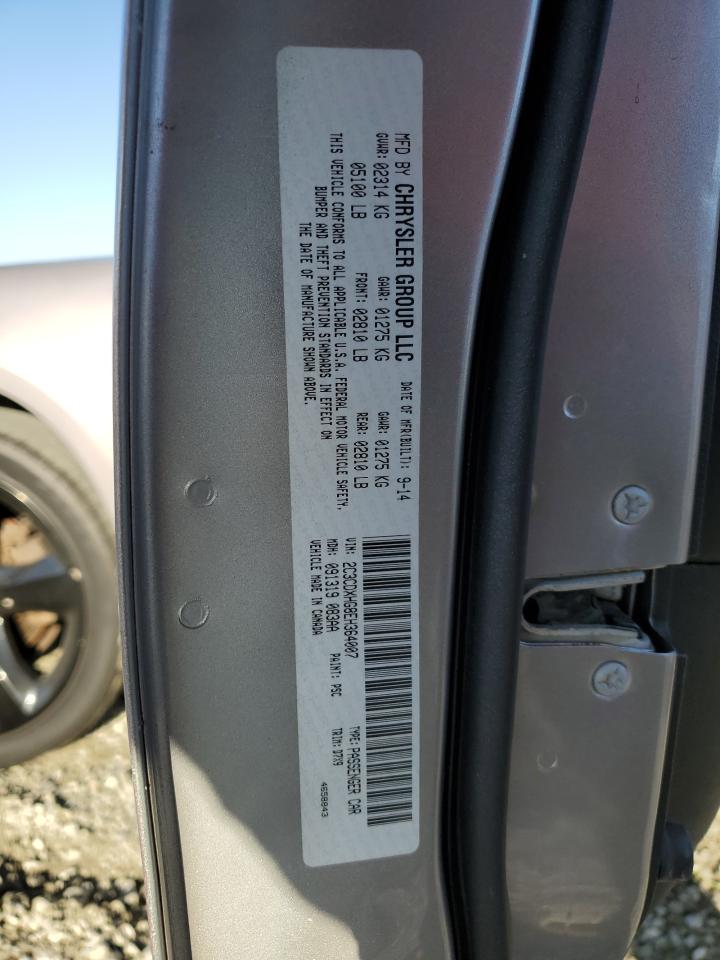 MFD BY CHRYSLER GROUP LLC DATE OF MFR(BUILT): 9-14
GVWR: 02314 KG GAWR: 01275 KG GAWR: 01275 KG
05100 LB FRONT: 02810 LB REAR: 02810 LB
THIS VEHICLE CONFORMS TO ALL APPLICABLE U.S.A. FEDERAL MOTOR VEHICLE SAFETY,
BUMPER AND THEFT PREVENTION STANDARDS IN EFFECT ON
THE DATE OF MANUFACTURE SHOWN ABOVE.
VIN: 2C3CDXHG8EH364007 TYPE: PASSENGER CAR
MDH: 091319 083AA PAINT: PSC TRIM: D7X9
VEHICLE MADE IN CANADA 4658843